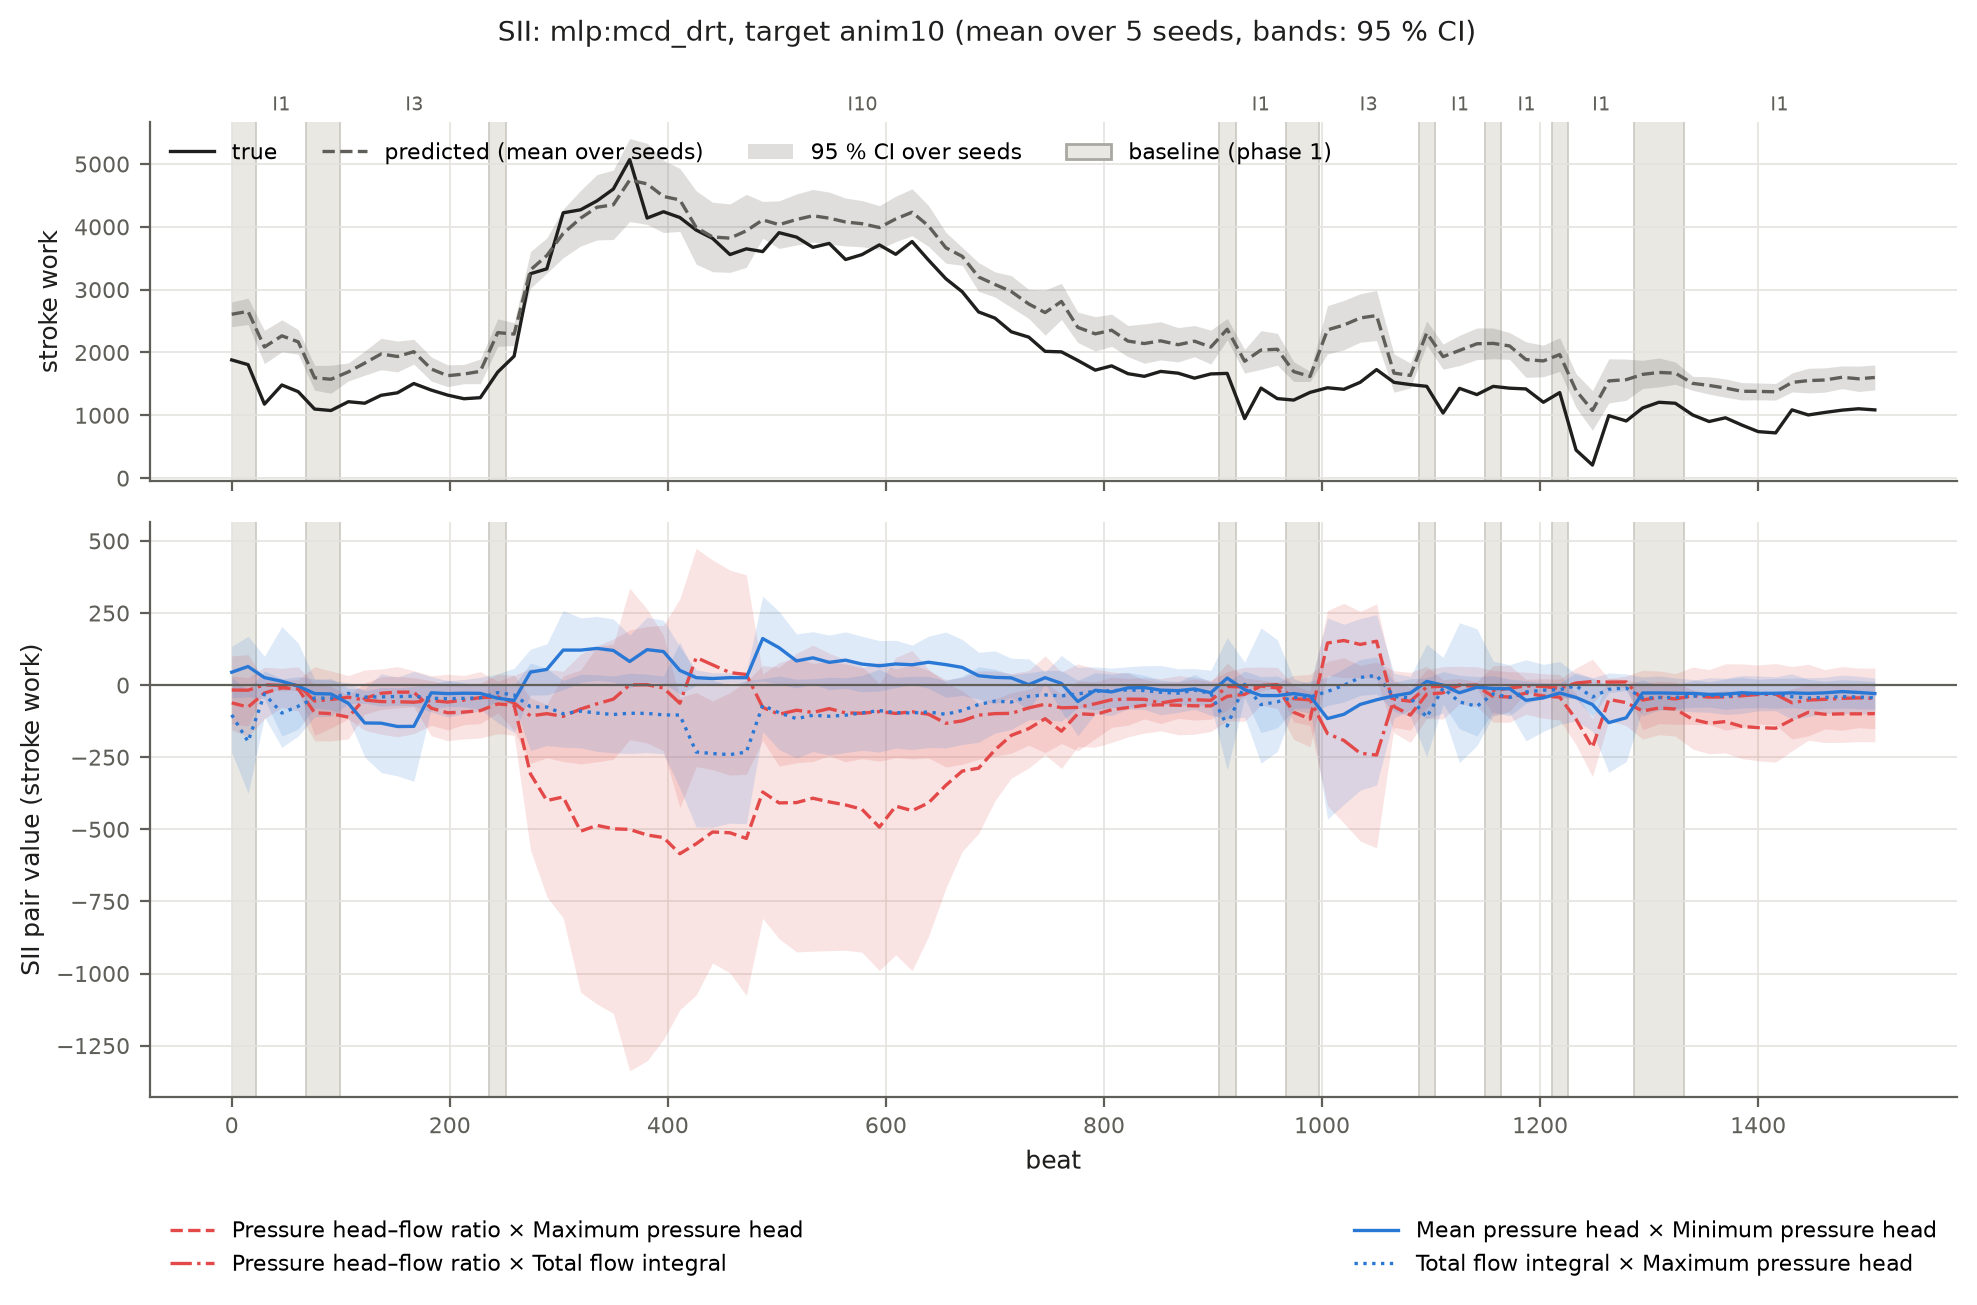 SII: mlp:mcd_drt, target anim10 (mean over 5 seeds, bands: 95 % CI)
I1 I3 I10 I1 I3 I1 I1 I1 I1
true predicted (mean over seeds) 95 % CI over seeds baseline (phase 1)
stroke work
5000
4000
3000
2000
1000
0
SII pair value (stroke work)
500
250
0
−250
−500
−750
−1000
−1250
0 200 400 600 800 1000 1200 1400
beat
Pressure head–flow ratio × Maximum pressure head
Pressure head–flow ratio × Total flow integral
Mean pressure head × Minimum pressure head
Total flow integral × Maximum pressure head